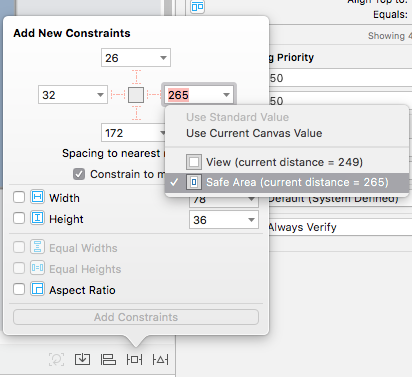 Align Top to:
Equals:
Showing 4
Add New Constraints
26
32
265
172
Use Standard Value
Use Current Canvas Value
View (current distance = 249)
✓ Safe Area (current distance = 265)
Spacing to nearest
Constrain to m
Width
78
Height
36
Equal Widths
Equal Heights
Aspect Ratio
Add Constraints
g Priority
50
50
Default (System Defined)
Always Verify